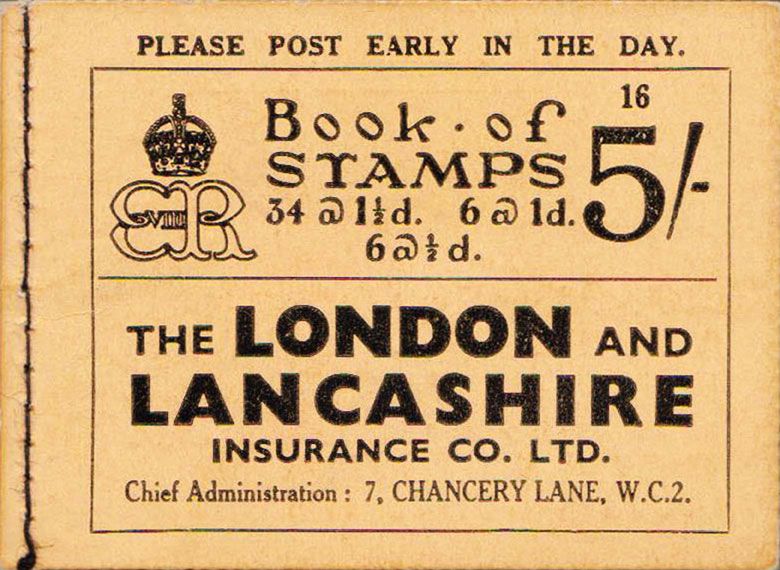 PLEASE POST EARLY IN THE DAY.
EVIIIR
Book · of
STAMPS
16
5/-
34 @ 1½d. 6 @ 1d.
6 @ ½d.
THE LONDON AND
LANCASHIRE
INSURANCE CO. LTD.
Chief Administration : 7, CHANCERY LANE, W.C.2.